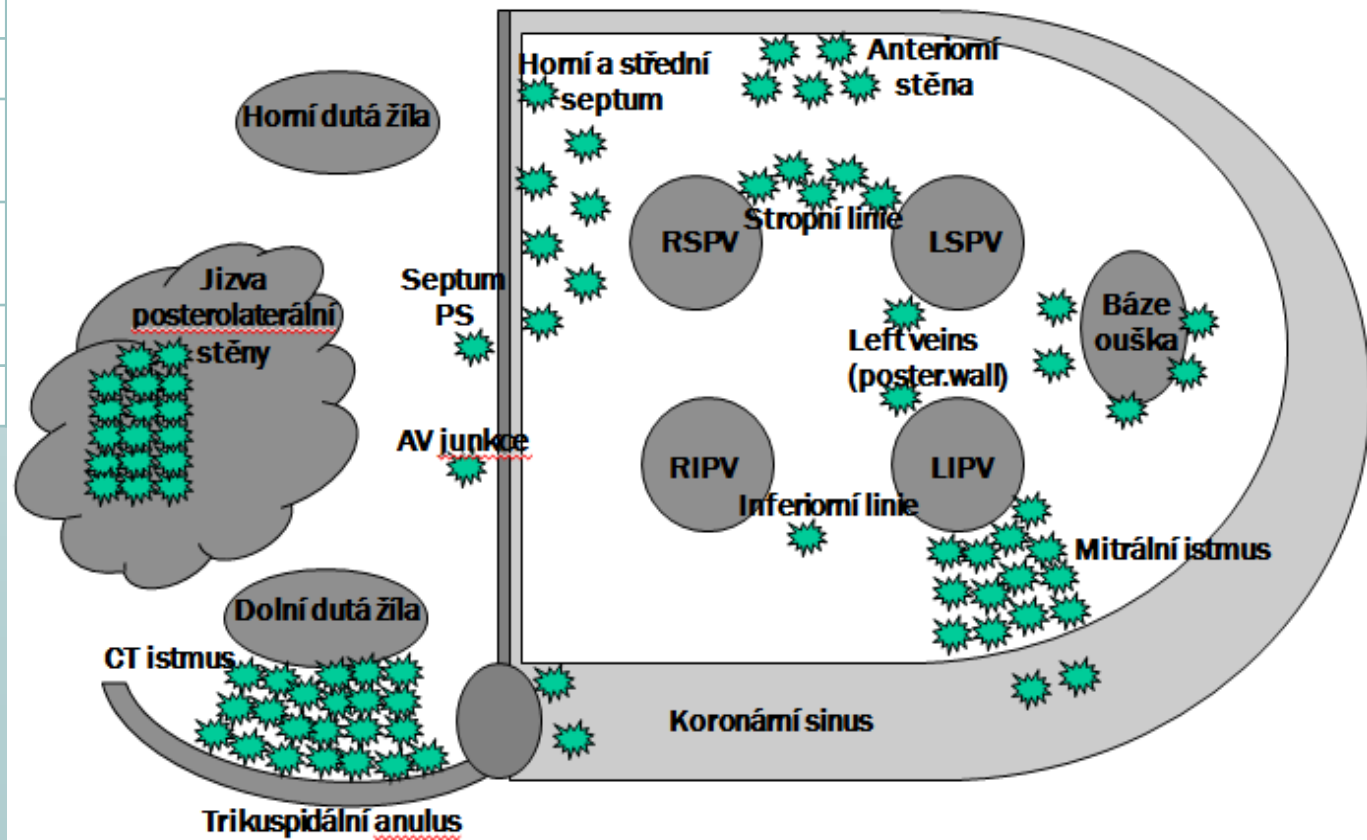 Horní a střední
septum
Anteriorní
stěna
Horní dutá žíla
Stropní linie
RSPV
LSPV
Jizva
posterolaterální
stěny
Septum
PS
Báze
ouška
Left veins
(poster.wall)
AV junkce
RIPV
LIPV
Inferiorní linie
Mitrální istmus
Dolní dutá žíla
CT istmus
Koronární sinus
Trikuspidální anulus